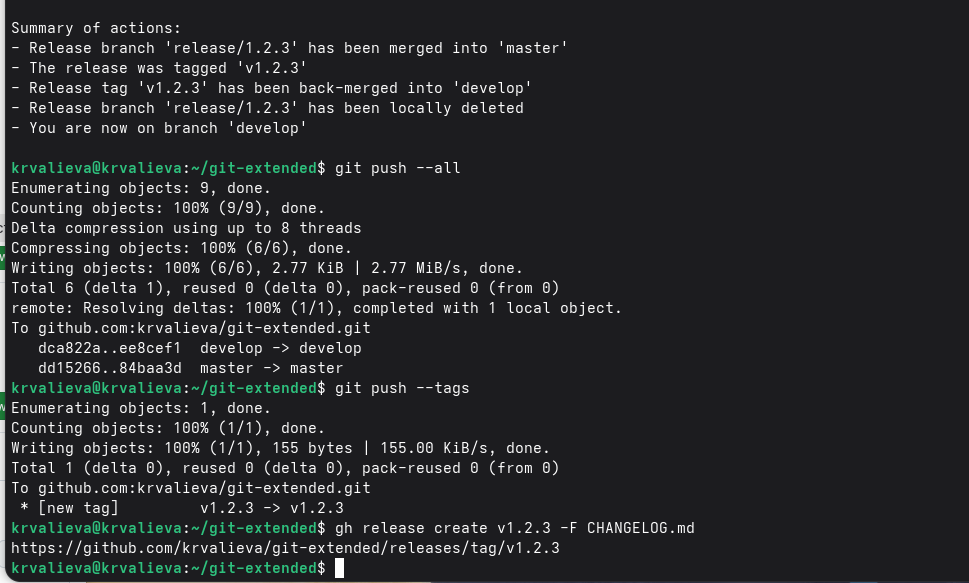 Summary of actions:
- Release branch 'release/1.2.3' has been merged into 'master'
- The release was tagged 'v1.2.3'
- Release tag 'v1.2.3' has been back-merged into 'develop'
- Release branch 'release/1.2.3' has been locally deleted
- You are now on branch 'develop'
krvalieva@krvalieva:~/git-extended$ git push --all
Enumerating objects: 9, done.
Counting objects: 100% (9/9), done.
Delta compression using up to 8 threads
Compressing objects: 100% (6/6), done.
Writing objects: 100% (6/6), 2.77 KiB | 2.77 MiB/s, done.
Total 6 (delta 1), reused 0 (delta 0), pack-reused 0 (from 0)
remote: Resolving deltas: 100% (1/1), completed with 1 local object.
To github.com:krvalieva/git-extended.git
   dca822a..ee8cef1  develop -> develop
   dd15266..84baa3d  master -> master
krvalieva@krvalieva:~/git-extended$ git push --tags
Enumerating objects: 1, done.
Counting objects: 100% (1/1), done.
Writing objects: 100% (1/1), 155 bytes | 155.00 KiB/s, done.
Total 1 (delta 0), reused 0 (delta 0), pack-reused 0 (from 0)
To github.com:krvalieva/git-extended.git
 * [new tag]         v1.2.3 -> v1.2.3
krvalieva@krvalieva:~/git-extended$ gh release create v1.2.3 -F CHANGELOG.md
https://github.com/krvalieva/git-extended/releases/tag/v1.2.3
krvalieva@krvalieva:~/git-extended$